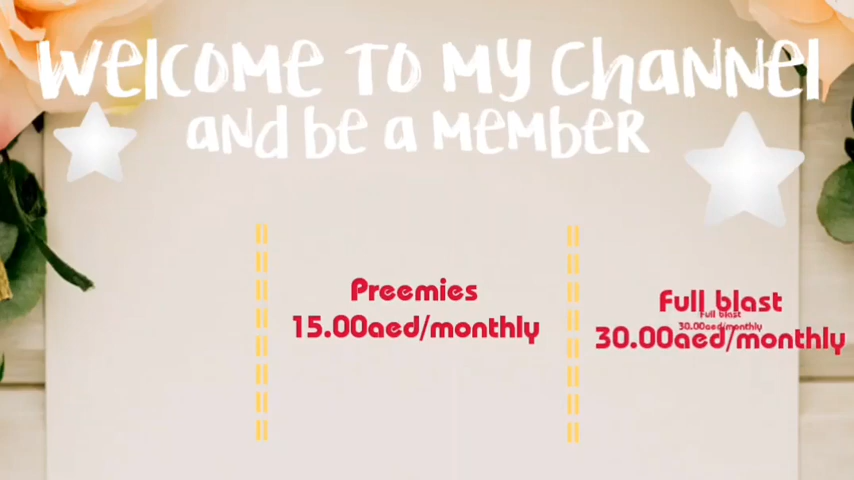 Welcome to my channel
and be a member
Preemies
15.00aed/monthly
Full blast
30.00aed/monthly
Full blast
30.00aed/monthly